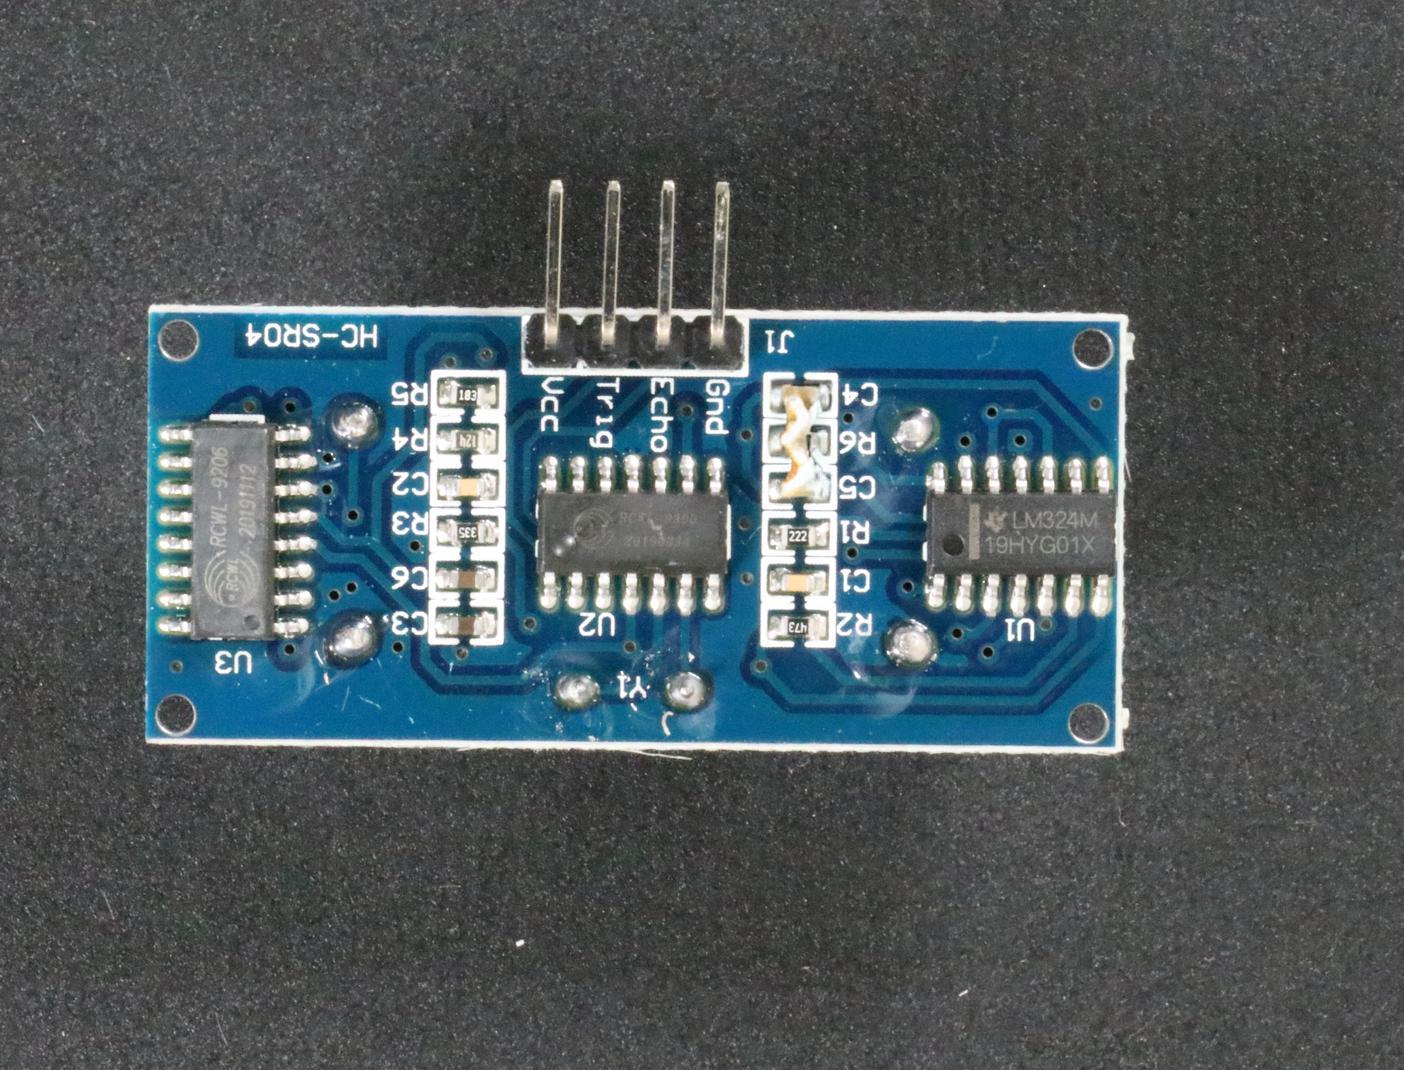 HC-SR04
J1
Vcc
Trig
Echo
Gnd
R5
103
R4
124
C2
R3
335
C6
C3
C4
R6
C5
R1
222
C1
R2
473
RCWL-9206
20191112
RCWL
U3
U2
Y1
LM324M
19HYG01X
U1